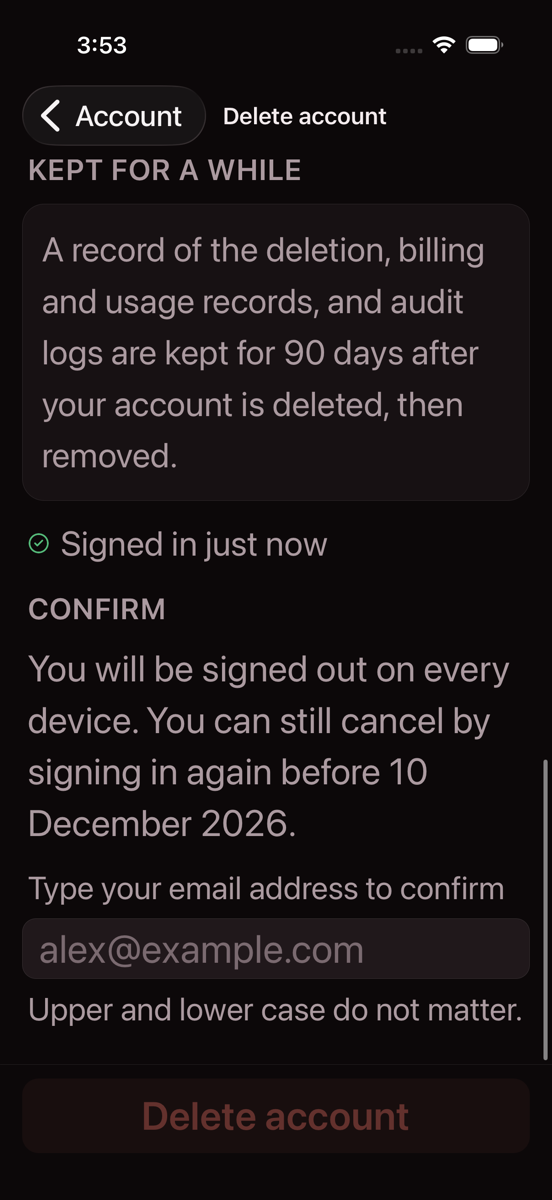 3:53
Account
Delete account
KEPT FOR A WHILE
A record of the deletion, billing
and usage records, and audit
logs are kept for 90 days after
your account is deleted, then
removed.
Signed in just now
CONFIRM
You will be signed out on every
device. You can still cancel by
signing in again before 10
December 2026.
Type your email address to confirm
alex@example.com
Upper and lower case do not matter.
Delete account